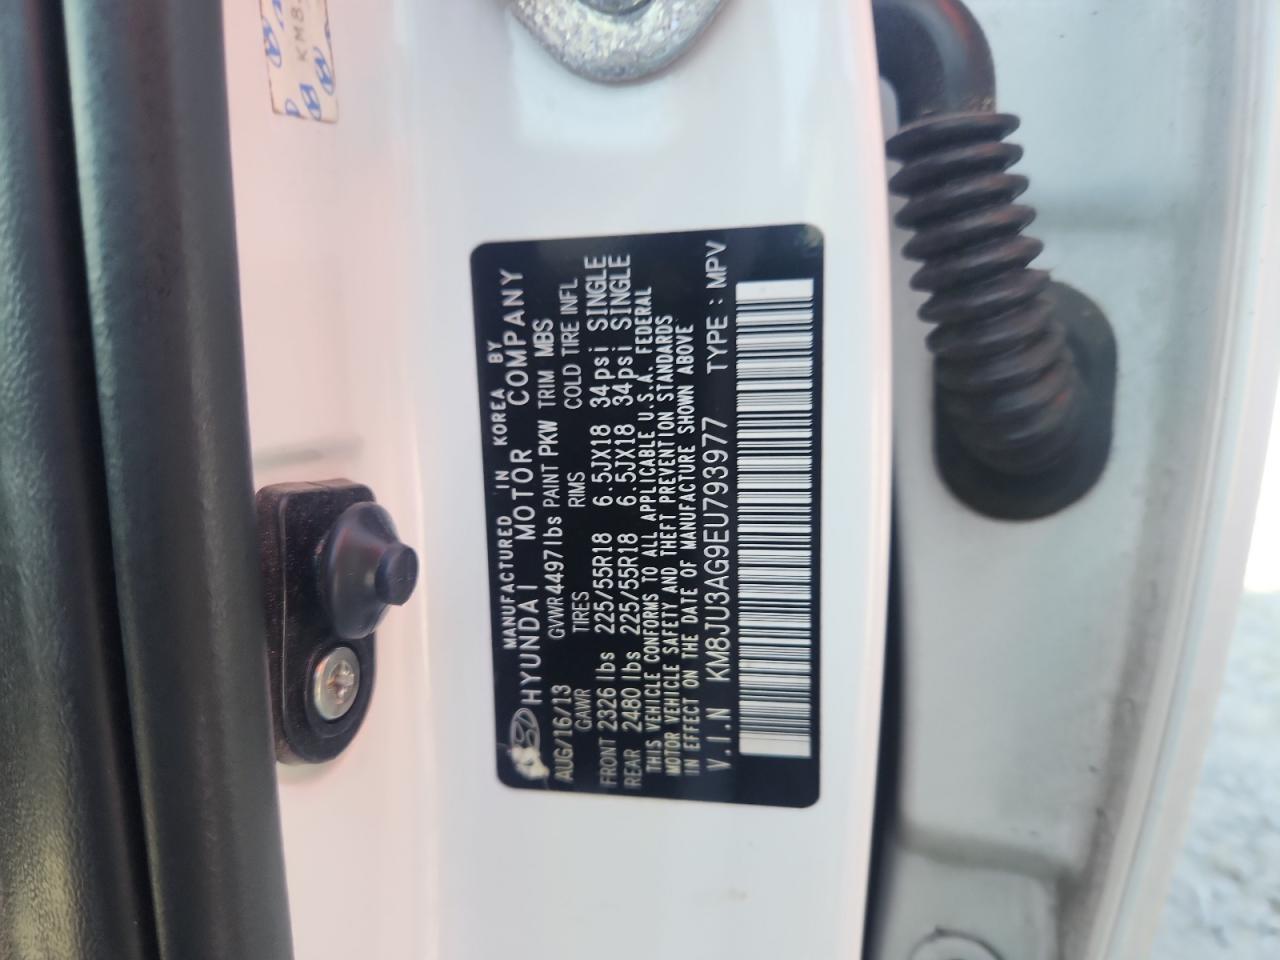 KM8
MANUFACTURED IN KOREA BY
HYUNDAI MOTOR COMPANY
AUG/16/13 GVWR 4497lbs PAINT PKW TRIM MBS
GAWR TIRES RIMS COLD TIRE INFL
FRONT 2326 lbs 225/55R18 6.5JX18 34psi SINGLE
REAR 2480 lbs 225/55R18 6.5JX18 34psi SINGLE
THIS VEHICLE CONFORMS TO ALL APPLICABLE U.S.A. FEDERAL
MOTOR VEHICLE SAFETY AND THEFT PREVENTION STANDARDS
IN EFFECT ON THE DATE OF MANUFACTURE SHOWN ABOVE
V.I.N KM8JU3AG9EU793977 TYPE : MPV